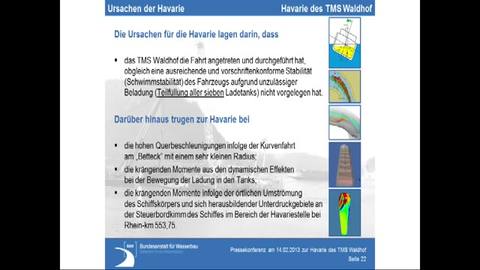 Ursachen der Havarie
Havarie des TMS Waldhof
Die Ursachen für die Havarie lagen darin, dass
das TMS Waldhof die Fahrt angetreten und durchgeführt hat,
obgleich eine ausreichende und vorschriftenkonforme Stabilität
(Schwimmstabilität) des Fahrzeugs aufgrund unzulässiger
Beladung (Teilfüllung aller sieben Ladetanks) nicht vorgelegen hat.
Darüber hinaus trugen zur Havarie bei
die hohen Querbeschleunigungen infolge der Kurvenfahrt
am „Betteck" mit einem sehr kleinen Radius;
die krängenden Momente aus den dynamischen Effekten
bei der Bewegung der Ladung in den Tanks,
die krängenden Momente infolge der örtlichen Umströmung
des Schiffskörpers und sich herausbildender Unterdruckgebiete an
der Steuerbordkimm des Schiffes im Bereich der Havariestelle bei
Rhein-km 553,75.
Bundesanstalt für Wasserbau
Pressekonferenz am 14.02.2013 zur Havarie des TMS Waldhof
Seite 22